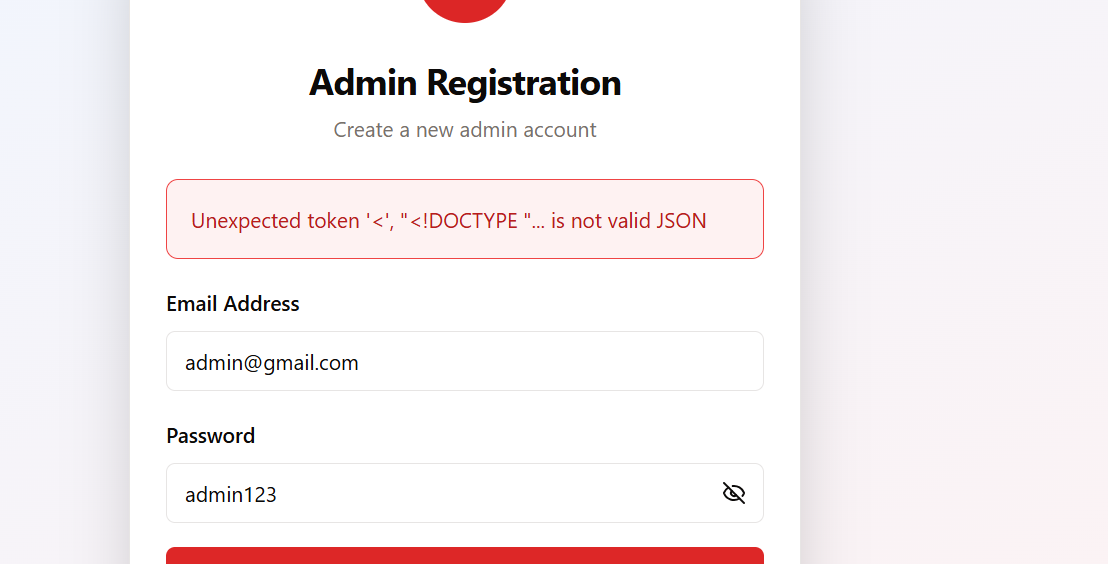 Admin Registration
Create a new admin account
Unexpected token '<', "<!DOCTYPE "... is not valid JSON
Email Address
admin@gmail.com
Password
admin123